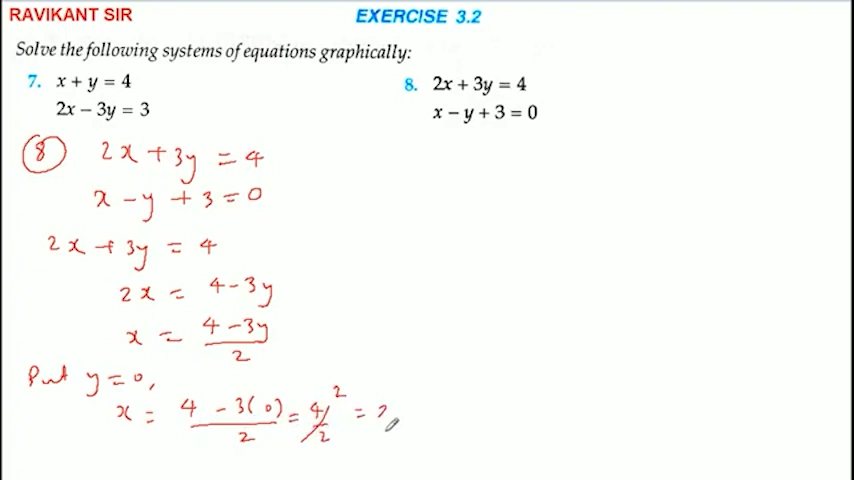 RAVIKANT SIR
EXERCISE 3.2
Solve the following systems of equations graphically:
7. x + y = 4
2x − 3y = 3
8. 2x + 3y = 4
x − y + 3 = 0
8 2x + 3y = 4
x − y + 3 = 0
2x + 3y = 4
2x = 4 − 3y
x = (4 − 3y)/2
Put y = 0,
x = (4 − 3(0))/2 = 4/2 2 = 2